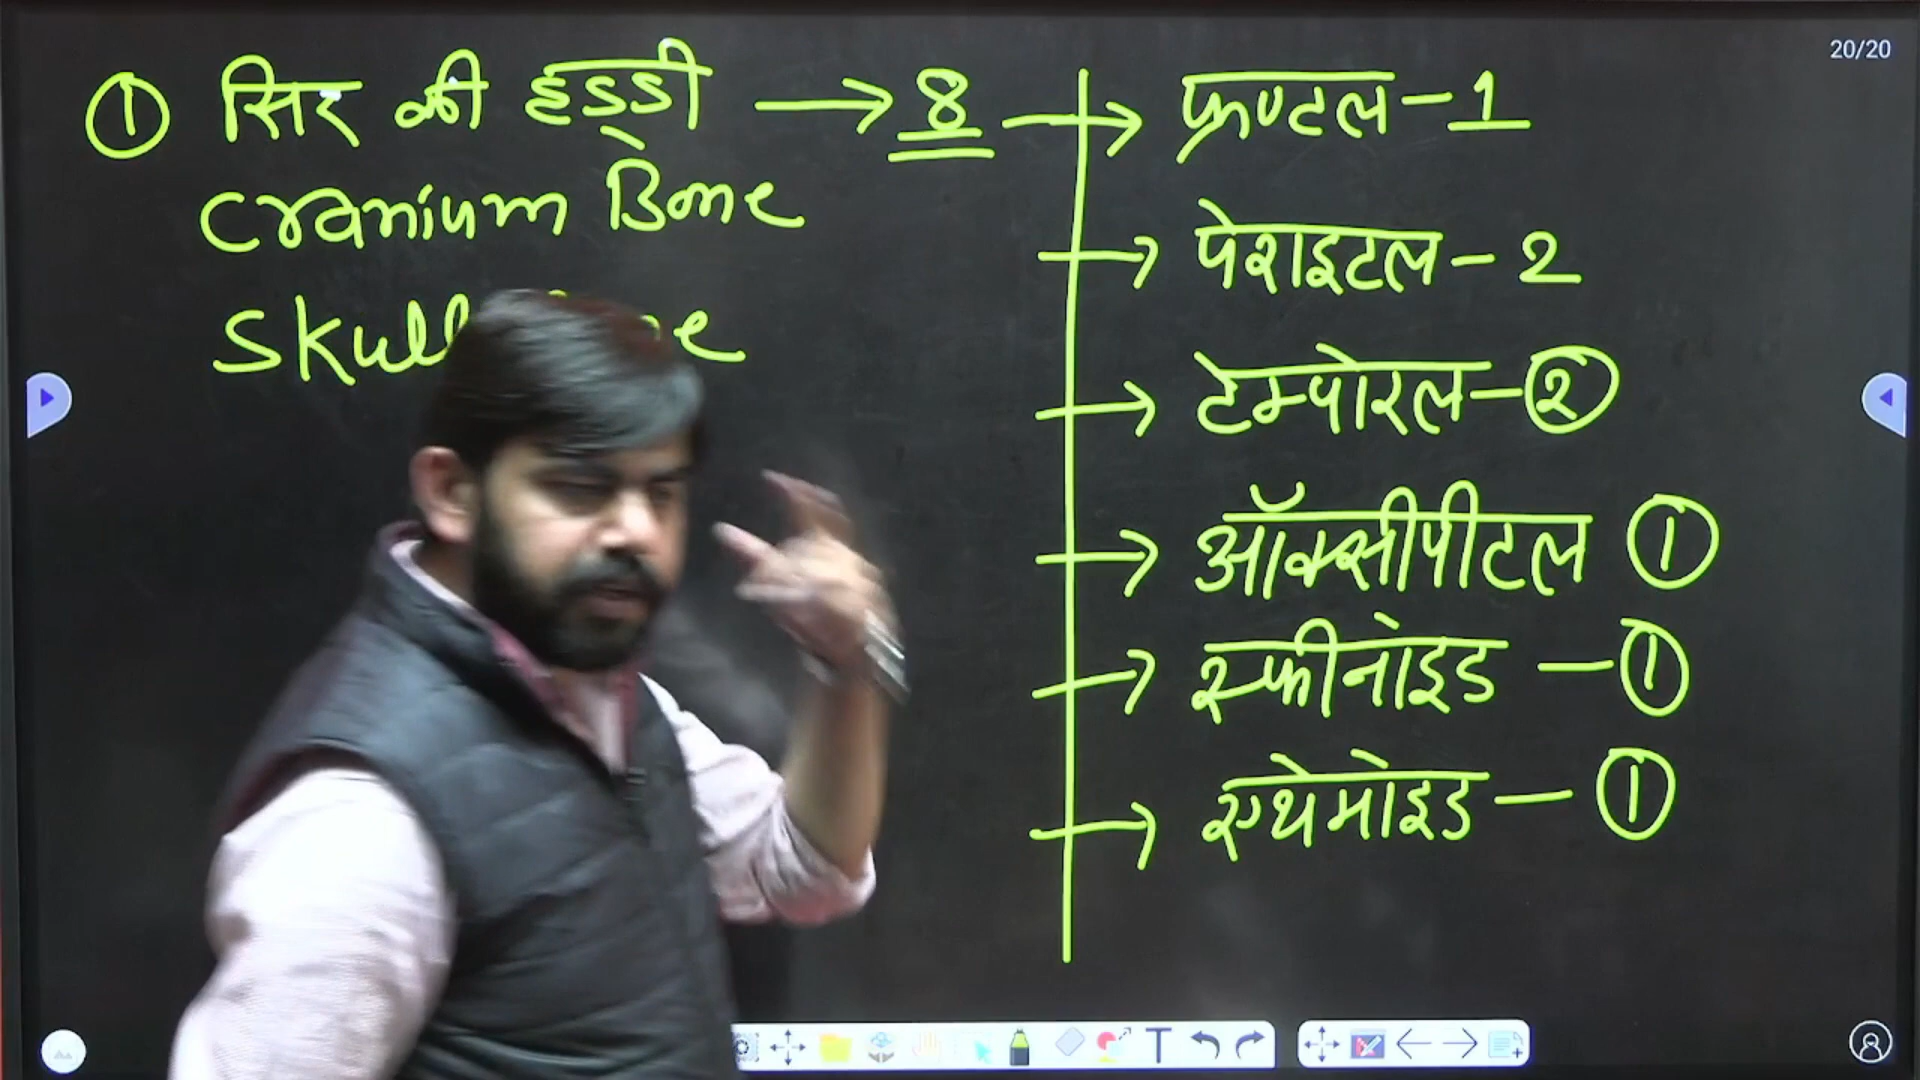 20/20
① सिर की हड्डी → 8 → फ्रण्टल - 1
Cranium Bone
→ पेराइटल - 2
Skull
→ टेम्पोरल - ②
→ ऑक्सीपीटल ①
→ स्फीनोइड - ①
→ एथेमोइड - ①
T